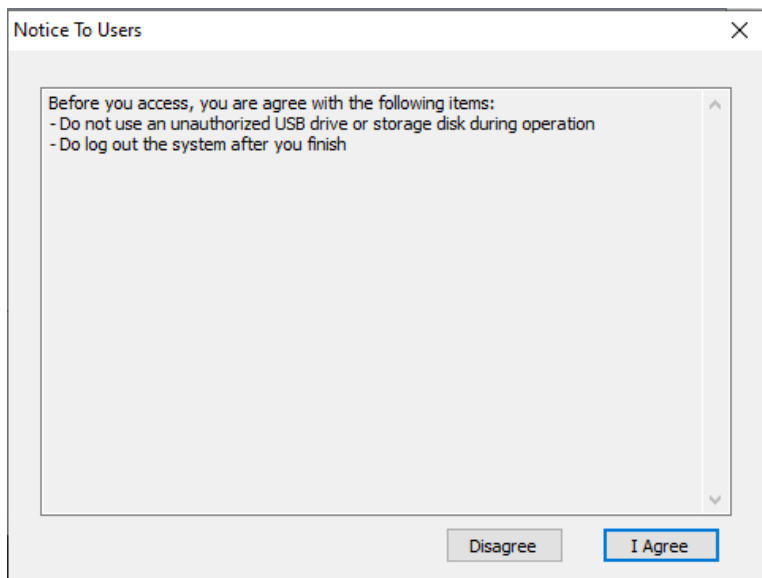 Notice To Users
Before you access, you are agree with the following items:
- Do not use an unauthorized USB drive or storage disk during operation
- Do log out the system after you finish
Disagree
I Agree